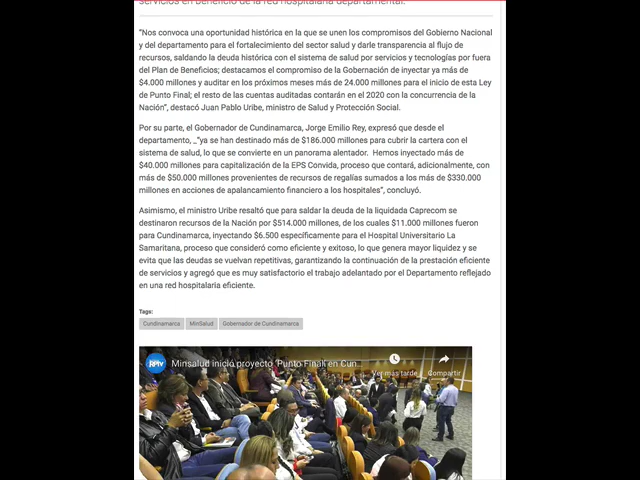 servicios en beneficio de la red hospitalaria departamental.
“Nos convoca una oportunidad histórica en la que se unen los compromisos del Gobierno Nacional
y del departamento para el fortalecimiento del sector salud y darle transparencia al flujo de
recursos, saldando la deuda histórica con el sistema de salud por servicios y tecnologías por fuera
del Plan de Beneficios; destacamos el compromiso de la Gobernación de inyectar ya más de
$4.000 millones y auditar en los próximos meses más de 24.000 millones para el inicio de esta Ley
de Punto Final; el resto de las cuentas auditadas contarán en el 2020 con la concurrencia de la
Nación”, destacó Juan Pablo Uribe, ministro de Salud y Protección Social.
Por su parte, el Gobernador de Cundinamarca, Jorge Emilio Rey, expresó que desde el
departamento, _“ya se han destinado más de $186.000 millones para cubrir la cartera con el
sistema de salud, lo que se convierte en un panorama alentador.  Hemos inyectado más de
$40.000 millones para capitalización de la EPS Convida, proceso que contará, adicionalmente, con
más de $50.000 millones provenientes de recursos de regalías sumados a los más de $330.000
millones en acciones de apalancamiento financiero a los hospitales”, concluyó.
Asimismo, el ministro Uribe resaltó que para saldar la deuda de la liquidada Caprecom se
destinaron recursos de la Nación por $514.000 millones, de los cuales $11.000 millones fueron
para Cundinamarca, inyectando $6.500 específicamente para el Hospital Universitario La
Samaritana, proceso que consideró como eficiente y exitoso, lo que genera mayor liquidez y se
evita que las deudas se vuelvan repetitivas, garantizando la continuación de la prestación eficiente
de servicios y agregó que es muy satisfactorio el trabajo adelantado por el Departamento reflejado
en una red hospitalaria eficiente.
Tags:
Cundinamarca MinSalud Gobernador de Cundinamarca
Minsalud inició proyecto 'Punto Final' en Cun
Ver más tarde Compartir